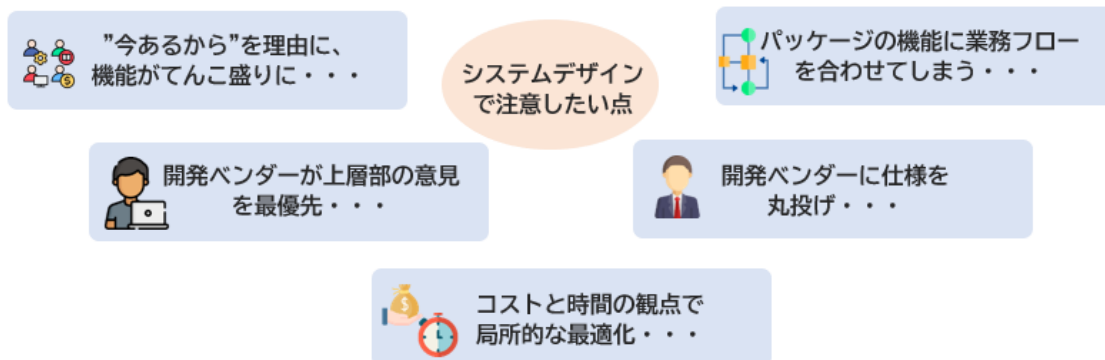 ”今あるから”を理由に、
機能がてんこ盛りに・・・
システムデザイン
で注意したい点
パッケージの機能に業務フロー
を合わせてしまう・・・
開発ベンダーが上層部の意見
を最優先・・・
開発ベンダーに仕様を
丸投げ・・・
コストと時間の観点で
局所的な最適化・・・